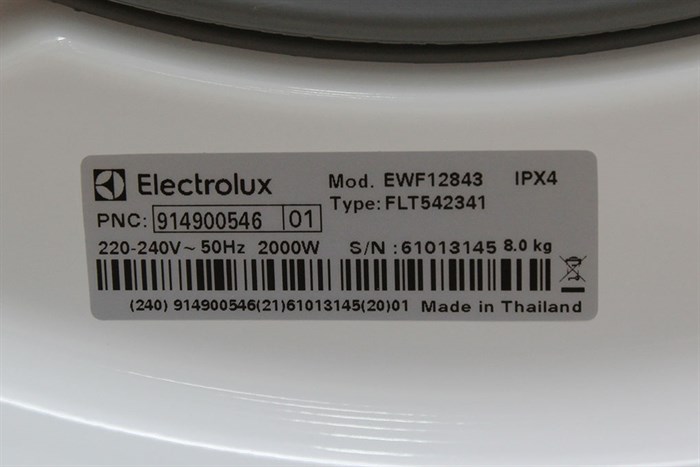 Electrolux Mod. EWF12843 IPX4
Type:FLT542341
PNC: 914900546 01
220-240V~ 50Hz 2000W S/N :61013145 8.0 kg
(240) 914900546(21)61013145(20)01 Made in Thailand